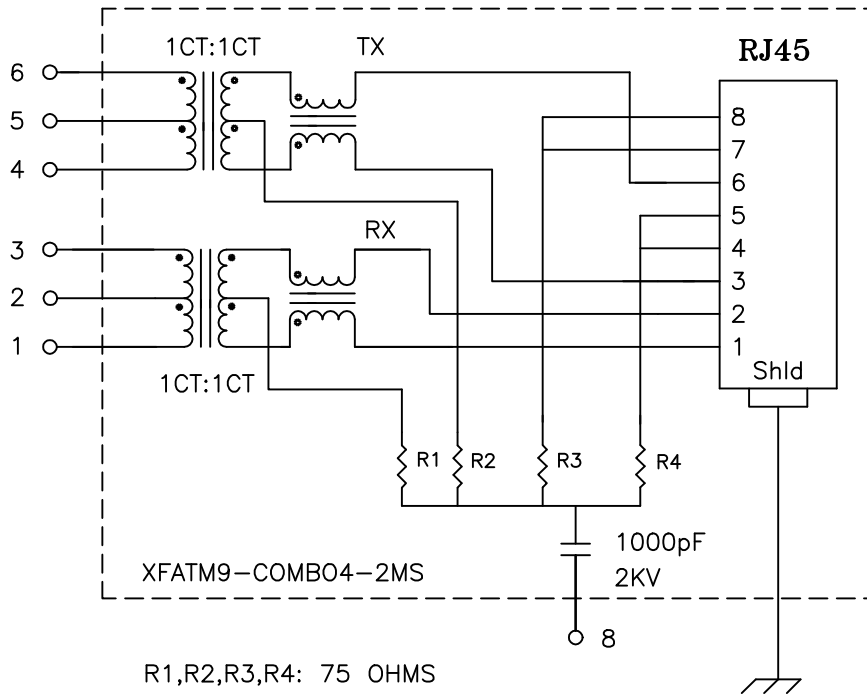 1CT:1CT
TX
RJ45
6
5
4
8
7
6
5
4
3
2
1
RX
3
2
1
Shld
1CT:1CT
R1
R2
R3
R4
1000pF
2KV
XFATM9-COMBO4-2MS
8
R1,R2,R3,R4: 75 OHMS